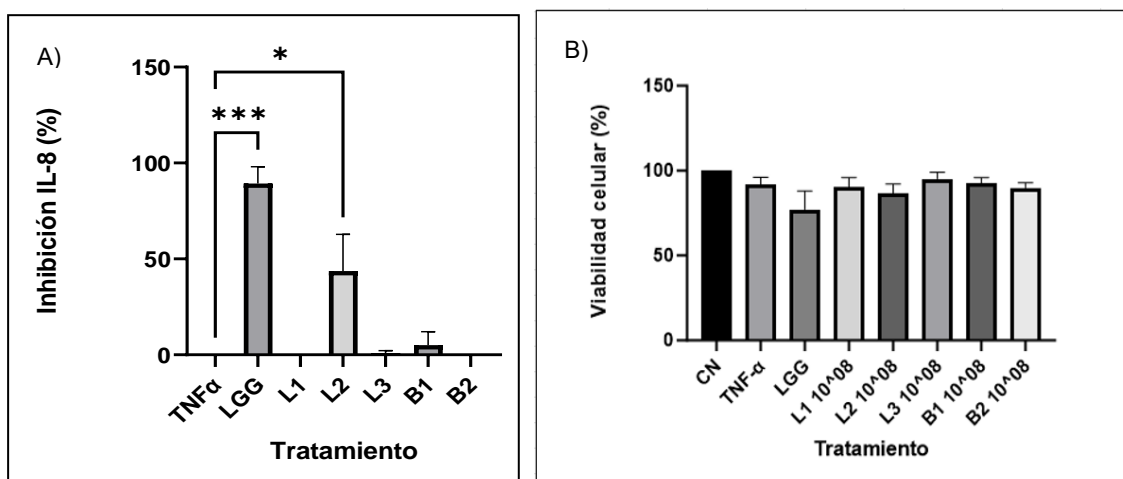 A)
Inhibición IL-8 (%)
150
100
50
0
*
***
TNFα
LGG
L1
L2
L3
B1
B2
Tratamiento
B)
Viabilidad celular (%)
150
100
50
0
CN
TNF-α
LGG
L1 10^08
L2 10^08
L3 10^08
B1 10^08
B2 10^08
Tratamiento